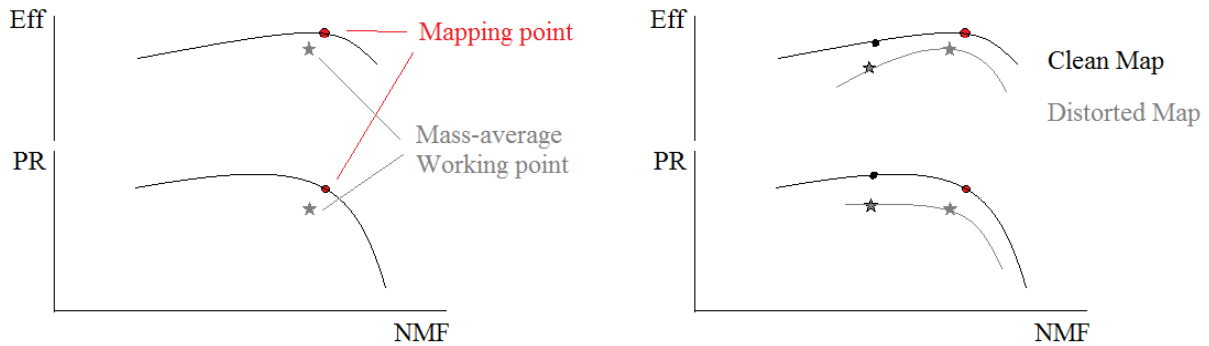 Eff
Mapping point
Mass-average
Working point
PR
NMF
Eff
Clean Map
Distorted Map
PR
NMF